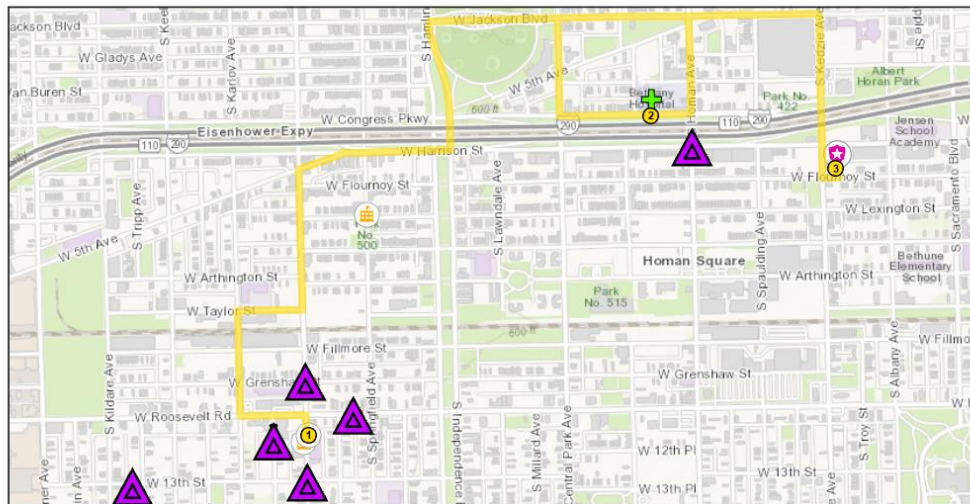 Jackson Blvd
W Jackson Blvd
W Gladys Ave
S Karlov Ave
S Hamlin
S Kedzie Ave
W 5th Ave
Van Buren St
600 ft
Bethany
Hospital
S Homan Ave
Park No
422
Albert
Horan Park
Eisenhower Expy
W Congress Pkwy
110
290
290
110
290
2
Jensen
School
Academy
W Harrison St
3
W Flournoy St
W Flournoy St
S Tripp Ave
S Lawndale Ave
W Lexington St
S Sacramento Blvd
No.
500
W 5th Ave
Homan Square
S Spaulding Ave
Bethune
Elementary
School
W Arthington St
W Arthington St
Park
No. 515
W Taylor St
600 ft
W Fillmore St
W Fillmo
W Grenshaw St
W Grenshaw St
S Kildare Ave
S Springfield Ave
S Albany Ave
W Roosevelt Rd
1
S Independence
S Millard Ave
Central Park Ave
S Troy St
W 12th Pl
W 13th St
W 13th St